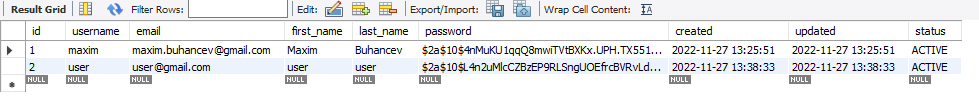 Result Grid Filter Rows: Edit: Export/Import: Wrap Cell Content:
id username email first_name last_name password created updated status
1 maxim maxim.buhancev@gmail.com Maxim Buhancev $2a$10$4nMuKU1qqQ8mwiTVtBXKx.UPH.TX551... 2022-11-27 13:25:51 2022-11-27 13:25:51 ACTIVE
2 user user@gmail.com user user $2a$10$L4n2uMlcCZBzEP9RLSngUOEfrcBVRvLd... 2022-11-27 13:38:33 2022-11-27 13:38:33 ACTIVE
NULL NULL NULL NULL NULL NULL NULL NULL NULL